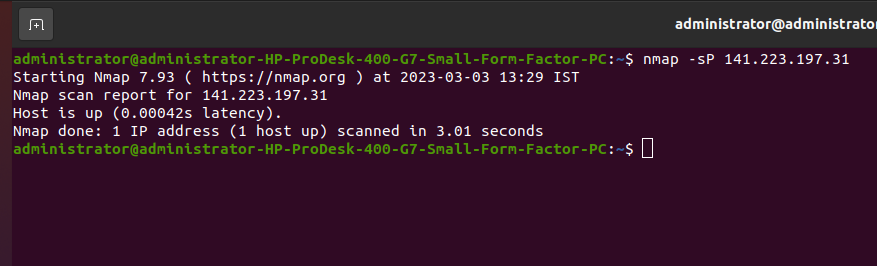 administrator@administrato
administrator@administrator-HP-ProDesk-400-G7-Small-Form-Factor-PC:~$ nmap -sP 141.223.197.31
Starting Nmap 7.93 ( https://nmap.org ) at 2023-03-03 13:29 IST
Nmap scan report for 141.223.197.31
Host is up (0.00042s latency).
Nmap done: 1 IP address (1 host up) scanned in 3.01 seconds
administrator@administrator-HP-ProDesk-400-G7-Small-Form-Factor-PC:~$